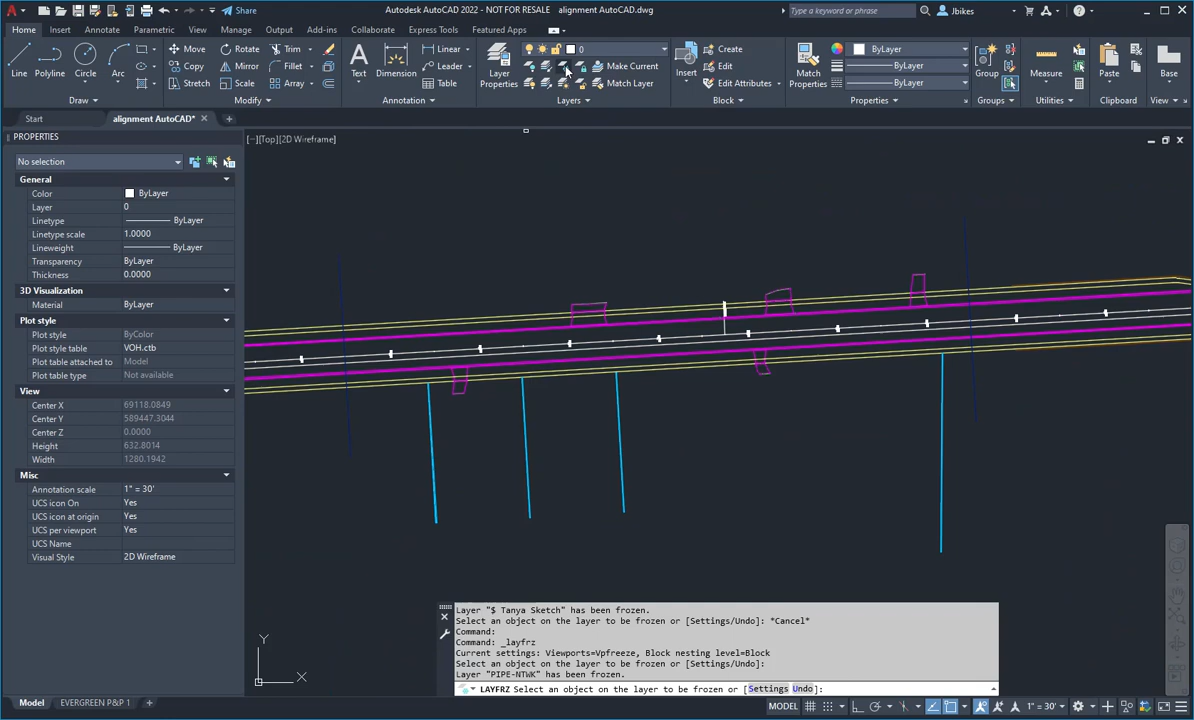 A Share Autodesk AutoCAD 2022 - NOT FOR RESALE alignment AutoCAD.dwg Type a keyword or phrase Jbikes
Home Insert Annotate Parametric View Manage Output Add-ins Collaborate Express Tools Featured Apps
Line Polyline Circle Arc Move Rotate Trim Text Dimension Linear Layer Properties 0 Insert Create Match Properties ByLayer Group Measure Paste Base
Copy Mirror Fillet Leader Make Current Edit ByLayer
Stretch Scale Array Table Match Layer Edit Attributes ByLayer
Draw Modify Annotation Layers Block Properties Groups Utilities Clipboard View
Start alignment AutoCAD*
PROPERTIES
[−][Top][2D Wireframe]
No selection
General
Color ByLayer
Layer 0
Linetype ByLayer
Linetype scale 1.0000
Lineweight ByLayer
Transparency ByLayer
Thickness 0.0000
3D Visualization
Material ByLayer
Plot style
Plot style ByColor
Plot style table VOH.ctb
Plot table attached to Model
Plot table type Not available
View
Center X 69118.0849
Center Y 589447.3044
Center Z 0.0000
Height 632.8014
Width 1280.1942
Misc
Annotation scale 1" = 30'
UCS icon On Yes
UCS icon at origin Yes
UCS per viewport Yes
UCS Name
Visual Style 2D Wireframe
Layer "$ Tanya Sketch" has been frozen.
Select an object on the layer to be frozen or [Settings/Undo]: *Cancel*
Command:
Command: _layfrz
Current settings: Viewports=Vpfreeze, Block nesting level=Block
Select an object on the layer to be frozen or [Settings/Undo]:
Layer "PIPE-NTWK" has been frozen.
LAYFRZ Select an object on the layer to be frozen or [Settings Undo]:
Y
X
Model EVERGREEN P&P 1
MODEL 1" = 30'